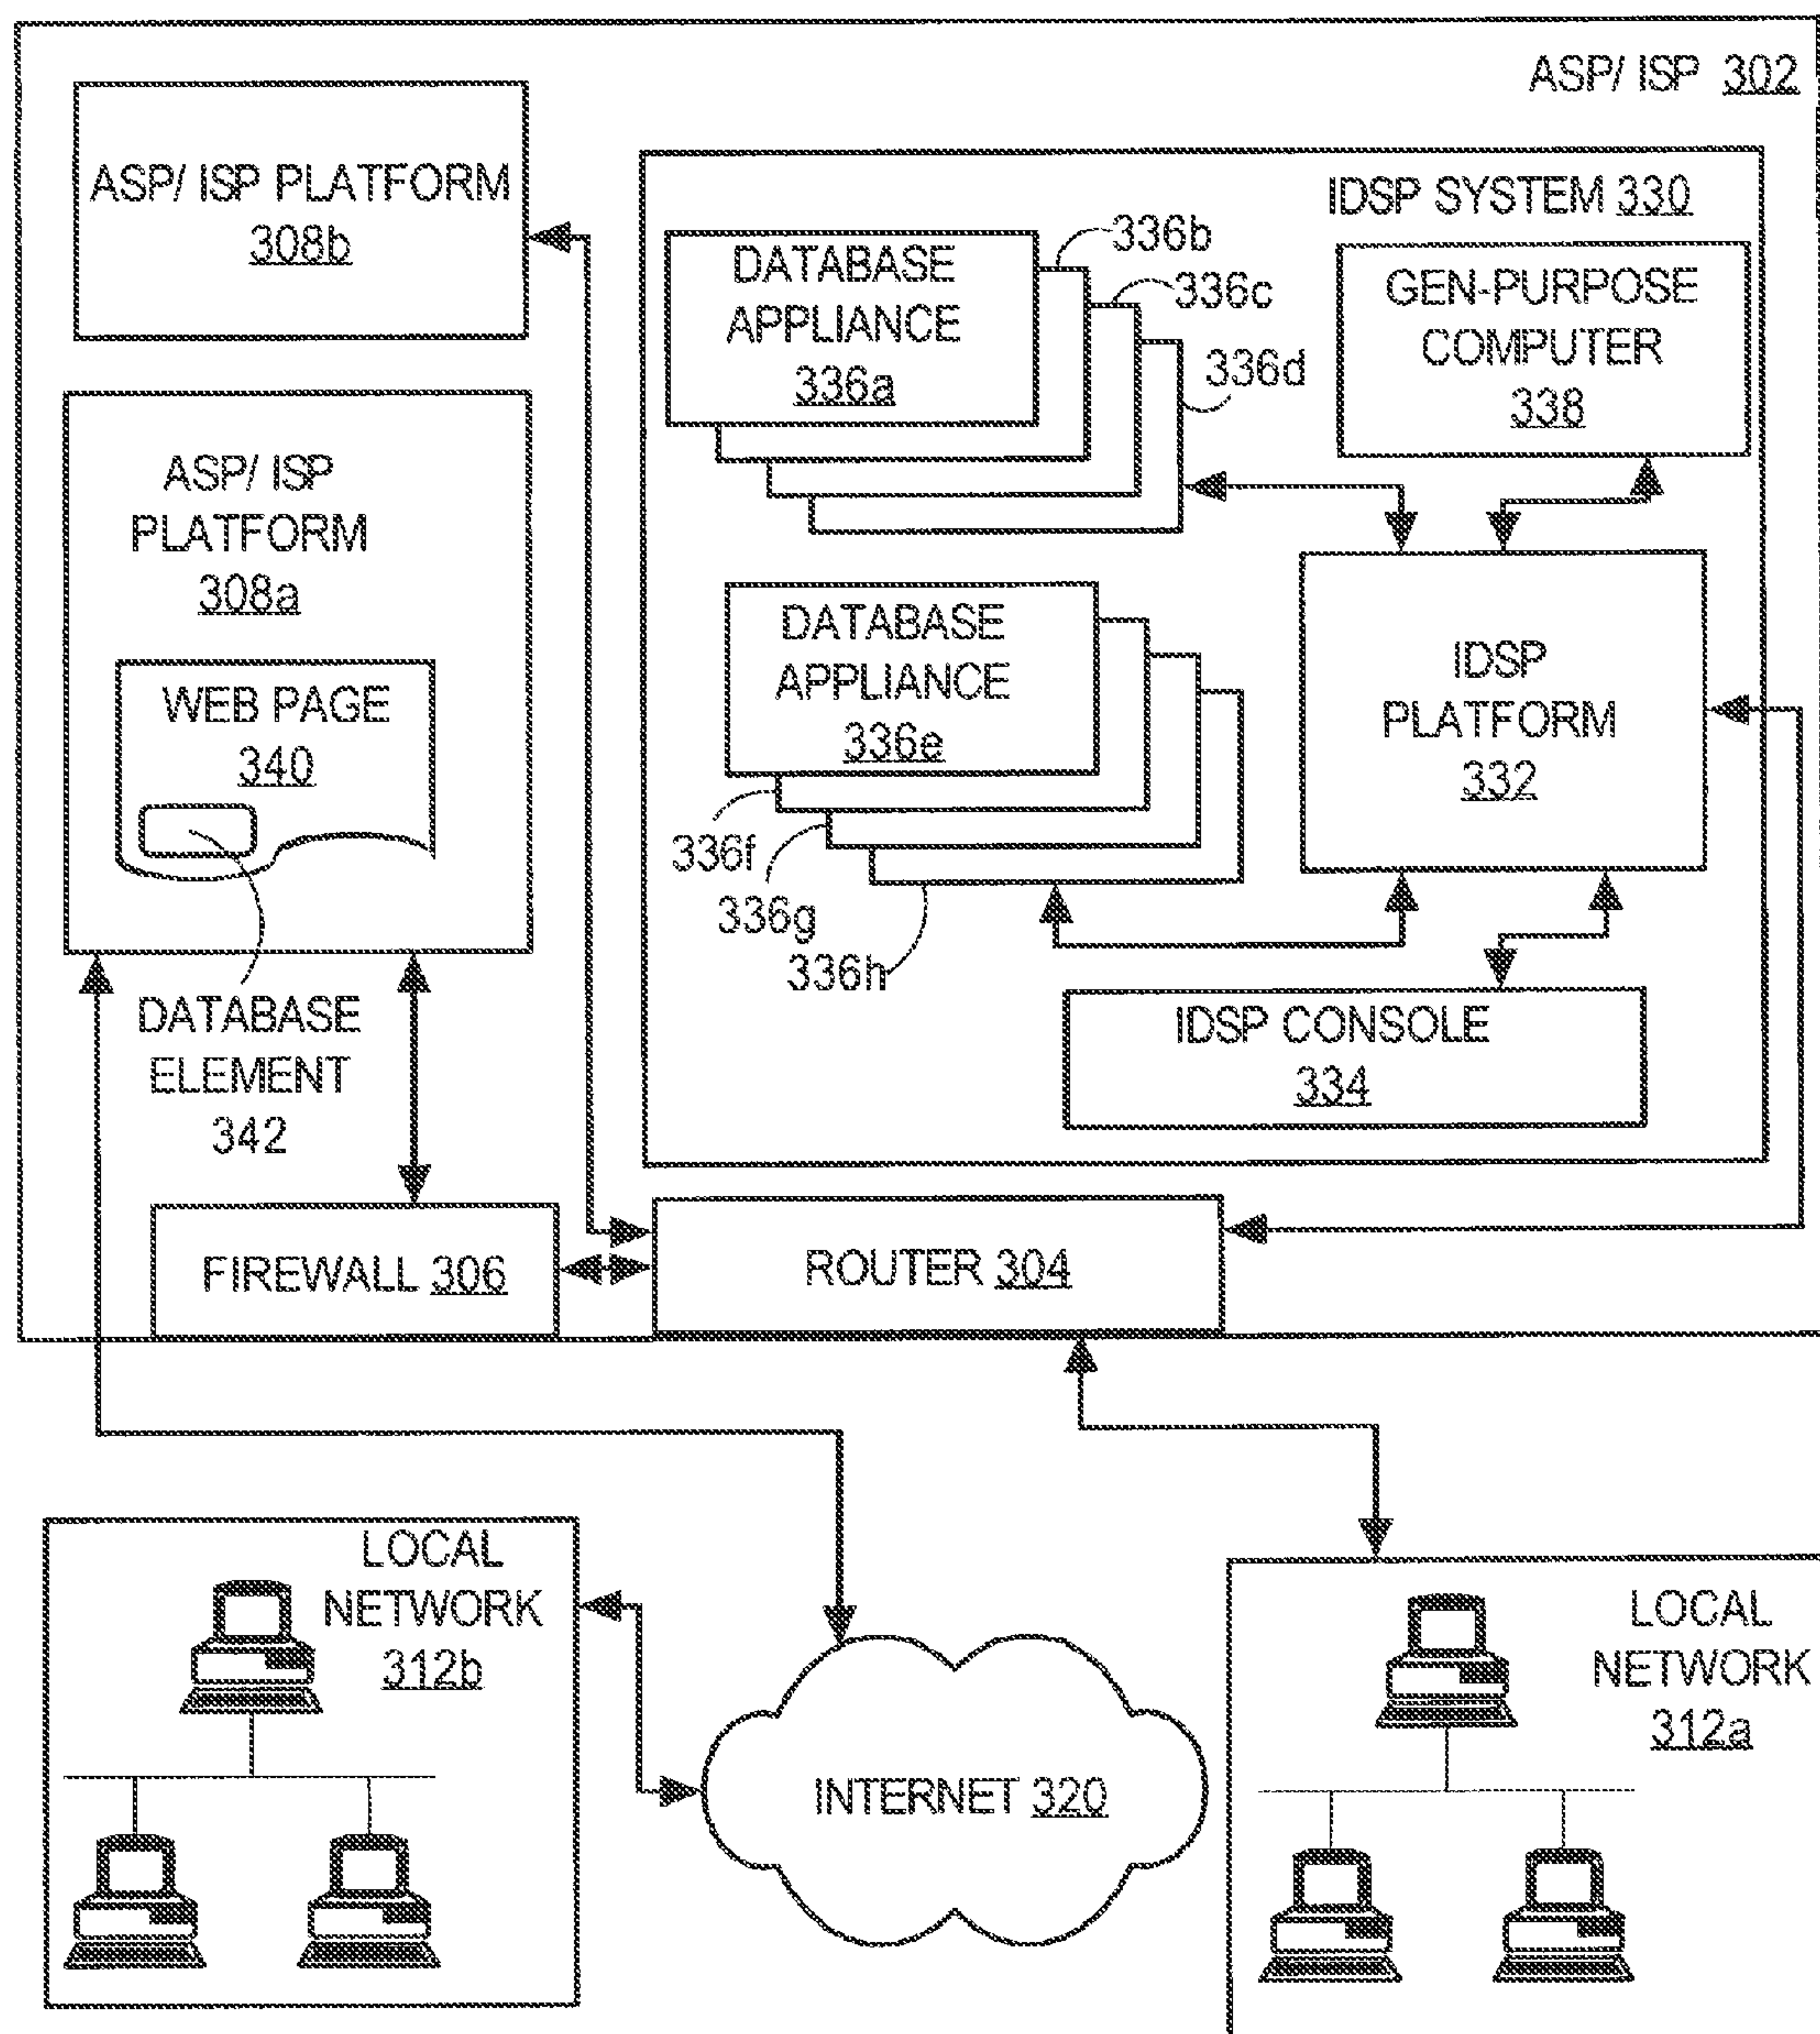 ASP/ ISP 302
ASP/ ISP PLATFORM
308b
IDSP SYSTEM 330
DATABASE
APPLIANCE
336a
336b
336c
336d
GEN-PURPOSE
COMPUTER
338
ASP/ ISP
PLATFORM
308a
WEB PAGE
340
DATABASE
APPLIANCE
336e
336f
336g
336h
IDSP
PLATFORM
332
DATABASE
ELEMENT
342
IDSP CONSOLE
334
FIREWALL 306
ROUTER 304
LOCAL
NETWORK
312b
INTERNET 320
LOCAL
NETWORK
312a